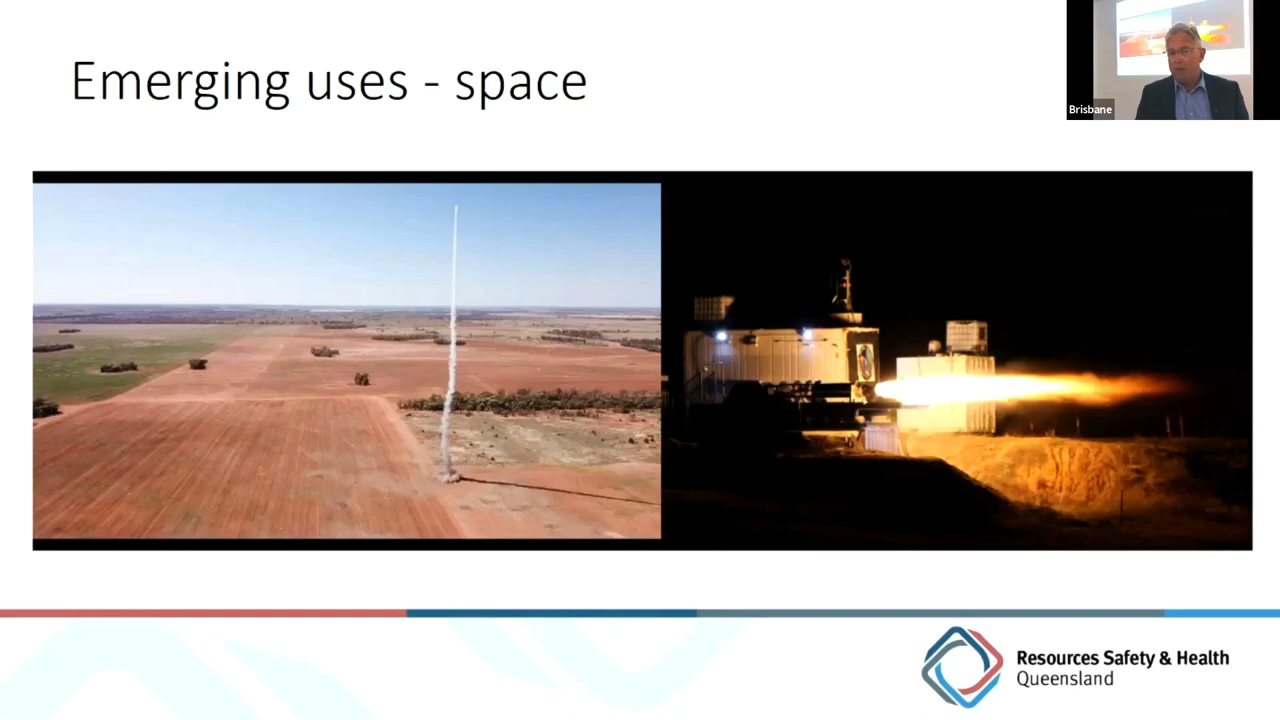 Emerging uses - space
Brisbane
Resources Safety & Health
Queensland